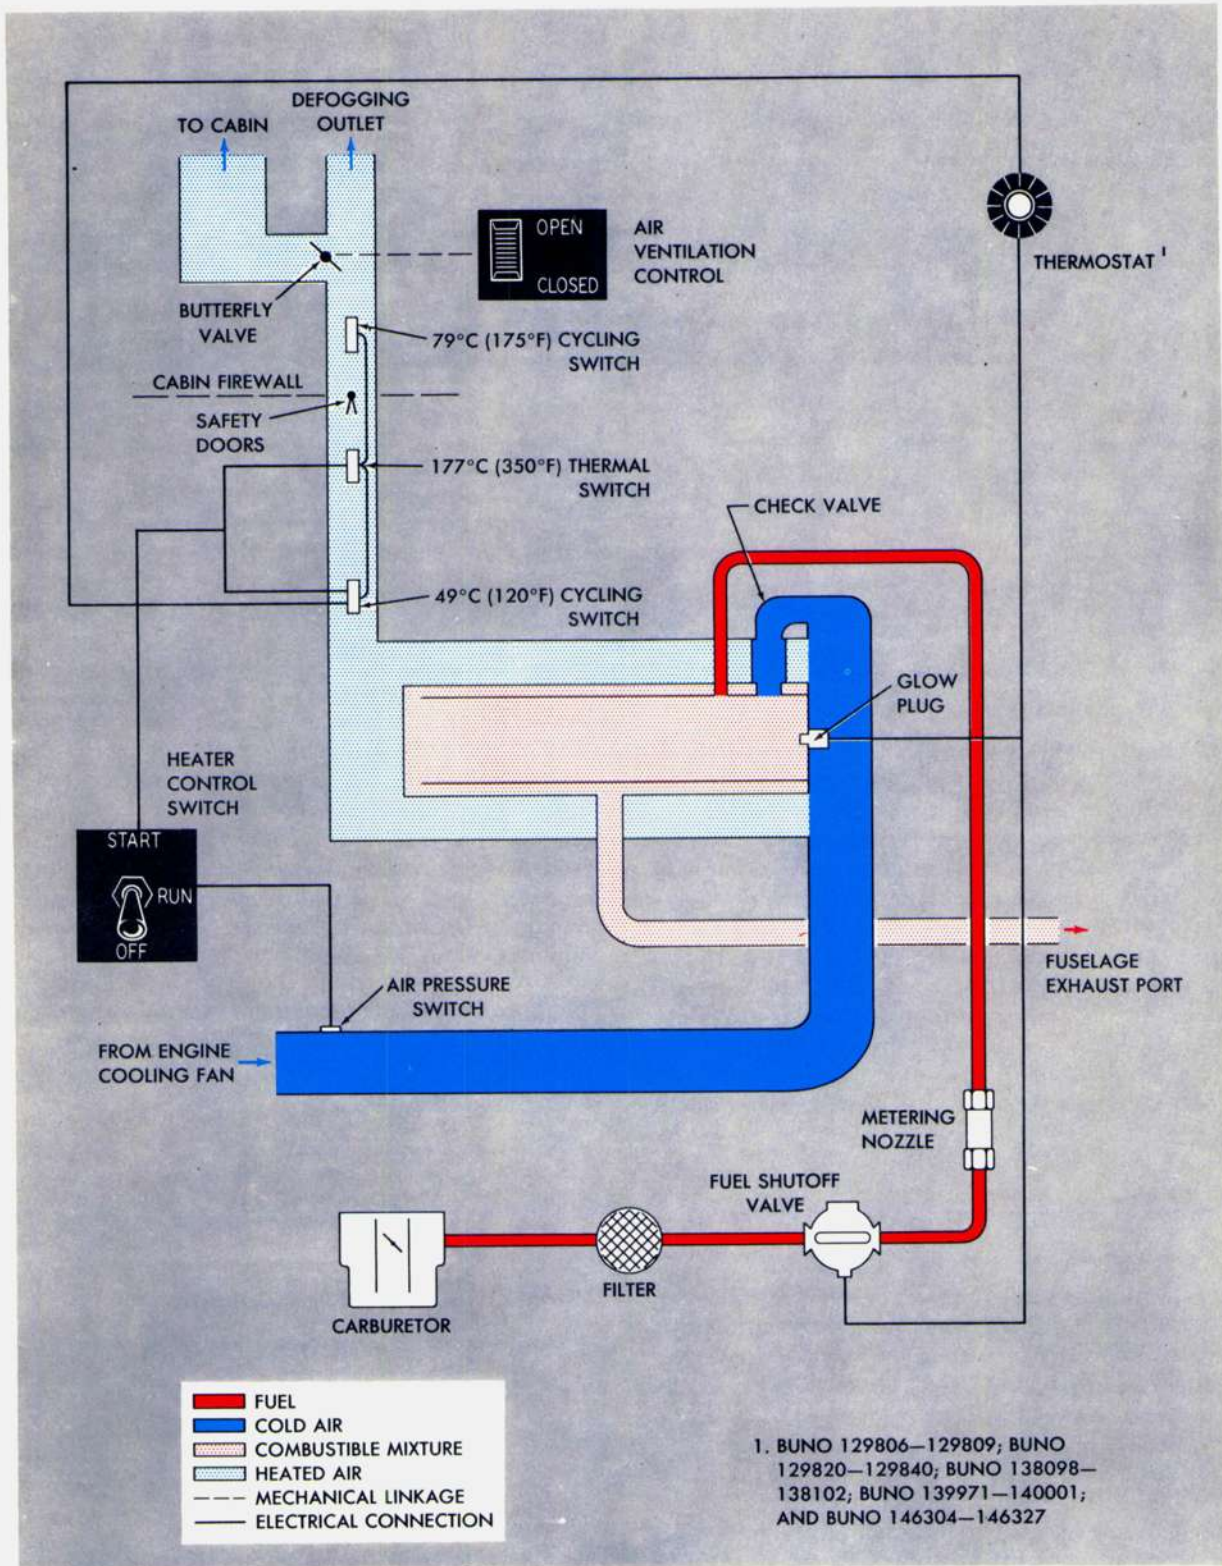 TO CABIN
DEFOGGING
OUTLET
OPEN
CLOSED
AIR
VENTILATION
CONTROL
THERMOSTAT 1
BUTTERFLY
VALVE
79°C (175°F) CYCLING
SWITCH
CABIN FIREWALL
SAFETY
DOORS
177°C (350°F) THERMAL
SWITCH
CHECK VALVE
49°C (120°F) CYCLING
SWITCH
GLOW
PLUG
HEATER
CONTROL
SWITCH
START
RUN
OFF
AIR PRESSURE
SWITCH
FUSELAGE
EXHAUST PORT
FROM ENGINE
COOLING FAN
METERING
NOZZLE
FUEL SHUTOFF
VALVE
FILTER
CARBURETOR
FUEL
COLD AIR
COMBUSTIBLE MIXTURE
HEATED AIR
MECHANICAL LINKAGE
ELECTRICAL CONNECTION
1. BUNO 129806—129809; BUNO
129820—129840; BUNO 138098—
138102; BUNO 139971—140001;
AND BUNO 146304—146327